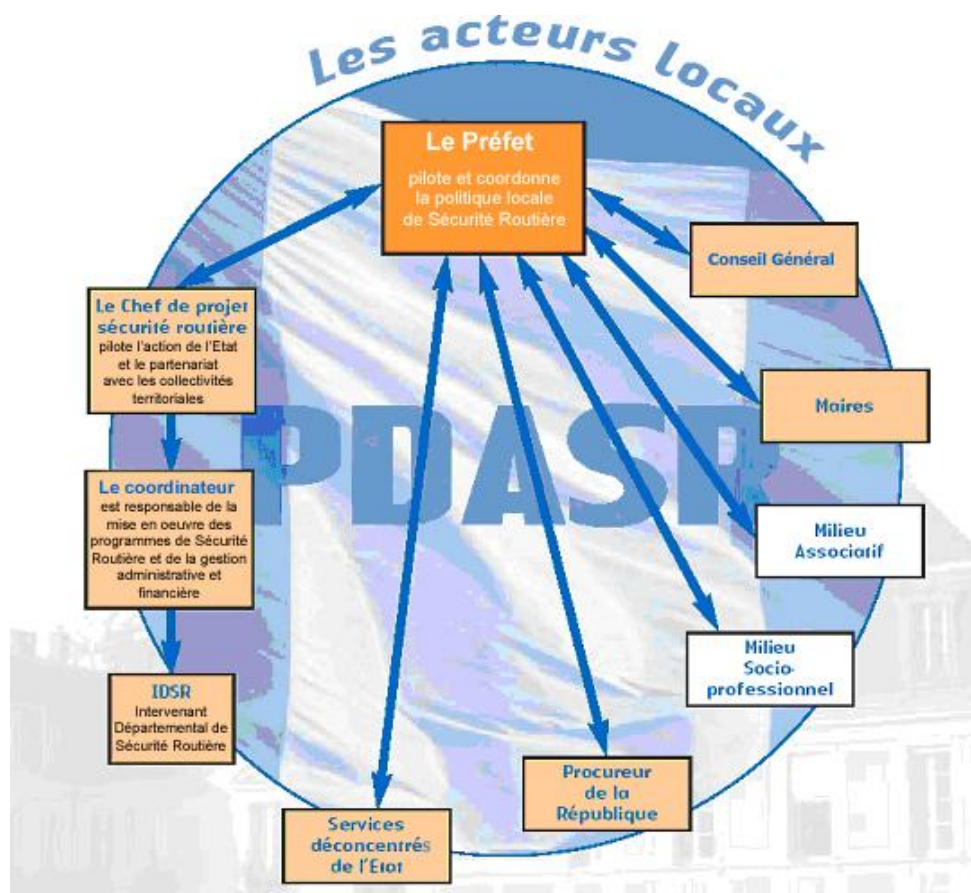 Les acteurs locaux
Le Préfet
pilote et coordonne
la politique locale
de Sécurité Routière
Conseil Général
Le Chef de projet
sécurité routière
pilote l'action de l'Etat
et le partenariat
avec les collectivités
territoriales
Maires
PDASR
Le coordinateur
est responsable de la
mise en oeuvre des
programmes de Sécurité
Routière et de la gestion
administrative et
financière
Milieu
Associatif
Milieu
Socio-
professionnel
IDSR
Intervenant
Départemental de
Sécurité Routière
Procureur
de la
République
Services
déconcentrés
de l'Etat